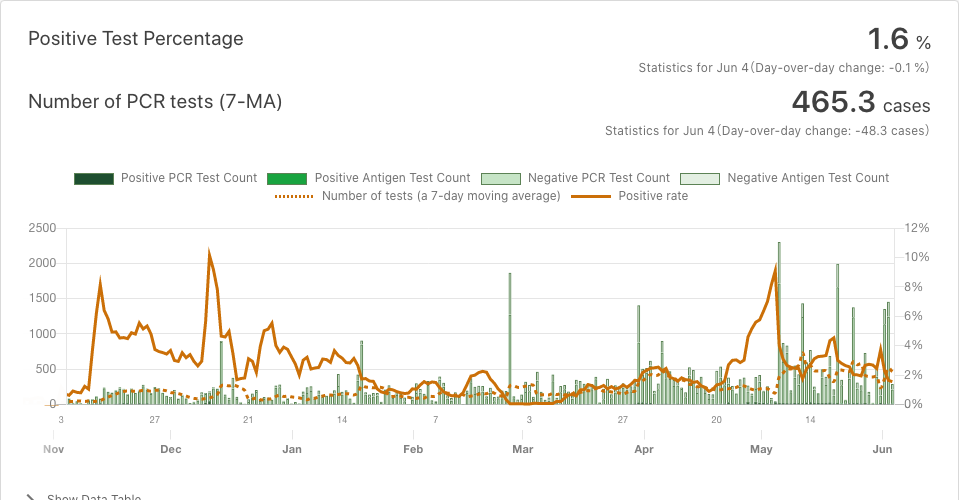 Positive Test Percentage
1.6 %
Statistics for Jun 4(Day-over-day change: -0.1 %)
Number of PCR tests (7-MA)
465.3 cases
Statistics for Jun 4(Day-over-day change: -48.3 cases)
Positive PCR Test Count Positive Antigen Test Count Negative PCR Test Count Negative Antigen Test Count
Number of tests (a 7-day moving average) Positive rate
2500 12%
2000 10%
1500 8%
1000 6%
500 4%
0 2%
0%
3 27 21 14 7 3 27 20 14
Nov Dec Jan Feb Mar Apr May Jun
Show Data Table